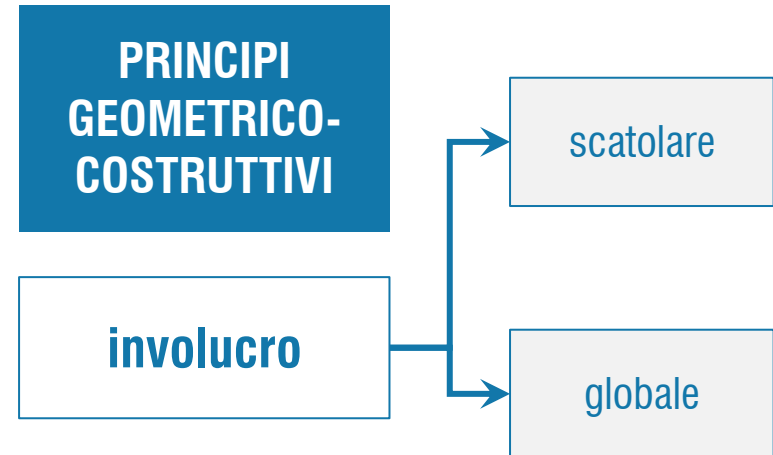 PRINCIPI
GEOMETRICO-
COSTRUTTIVI
scatolare
involucro
globale